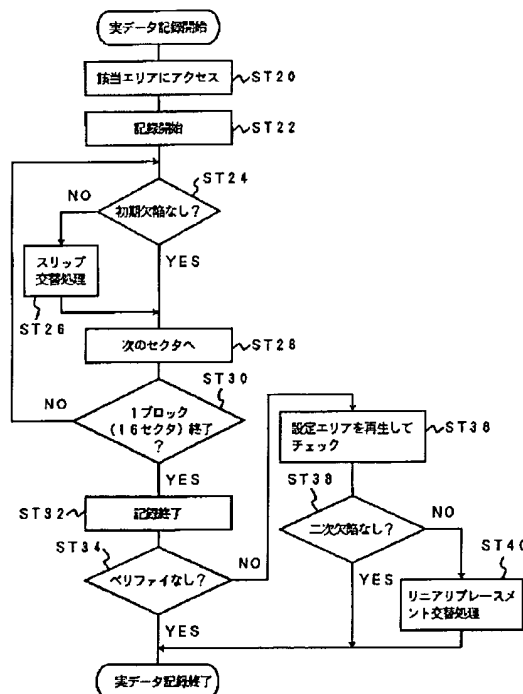 実データ記録開始
該当エリアにアクセス
ST20
記録開始
ST22
ST24
NO
初期欠陥なし?
YES
スリップ
交替処理
ST26
次のセクタへ
ST28
ST30
NO
1ブロック
(16セクタ)終了
?
YES
ST32
記録終了
ST34
ベリファイなし?
NO
YES
設定エリアを再生して
チェック
ST38
ST38
二次欠陥なし?
NO
YES
ST40
リニアリプレースメ
ント交替処理
実データ記録終了